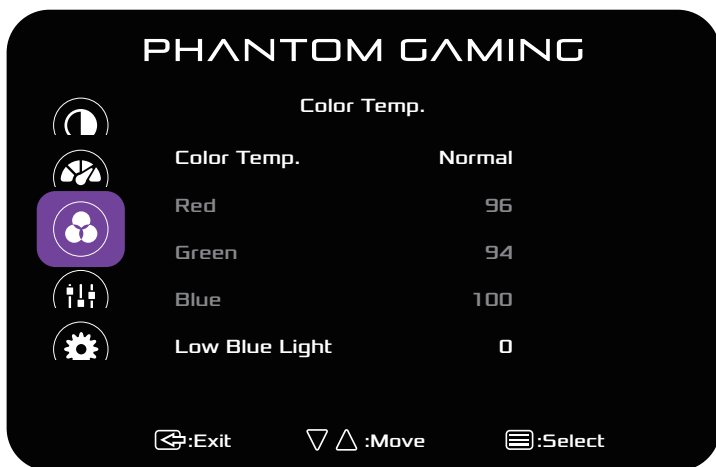 PHANTOM GAMING
Color Temp.
Color Temp. Normal
Red 96
Green 94
Blue 100
Low Blue Light 0
:Exit :Move :Select